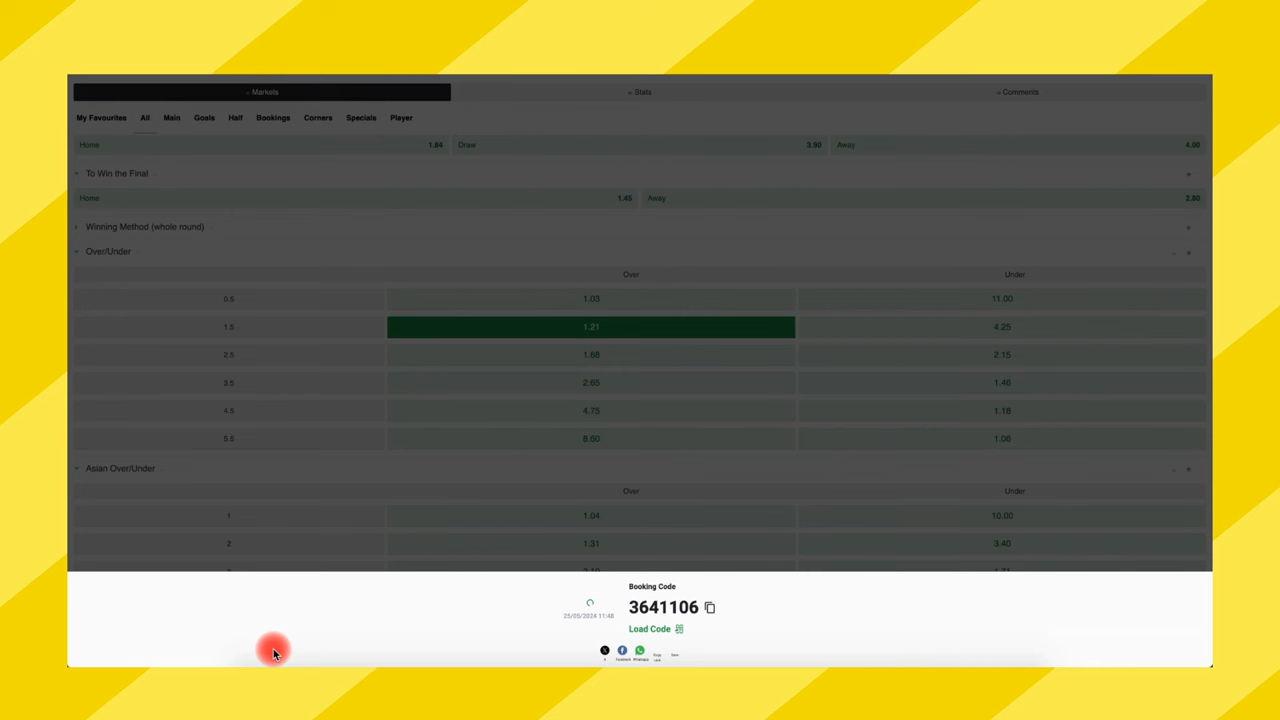 Markets Stats Comments
My Favourites All Main Goals Half Bookings Corners Specials Player
Home 1.84 Draw 3.90 Away 4.00
To Win the Final
Home 1.45 Away 2.80
Winning Method (whole round)
Over/Under
Over Under
0.5 1.03 11.00
1.5 1.21 4.25
2.5 1.68 2.15
3.5 2.65 1.46
4.5 4.75 1.18
5.5 8.60 1.06
Asian Over/Under
Over Under
1 1.04 10.00
2 1.31 3.40
Booking Code
3641106
25/05/2024 11:48
Load Code
X Facebook Whatsapp Save